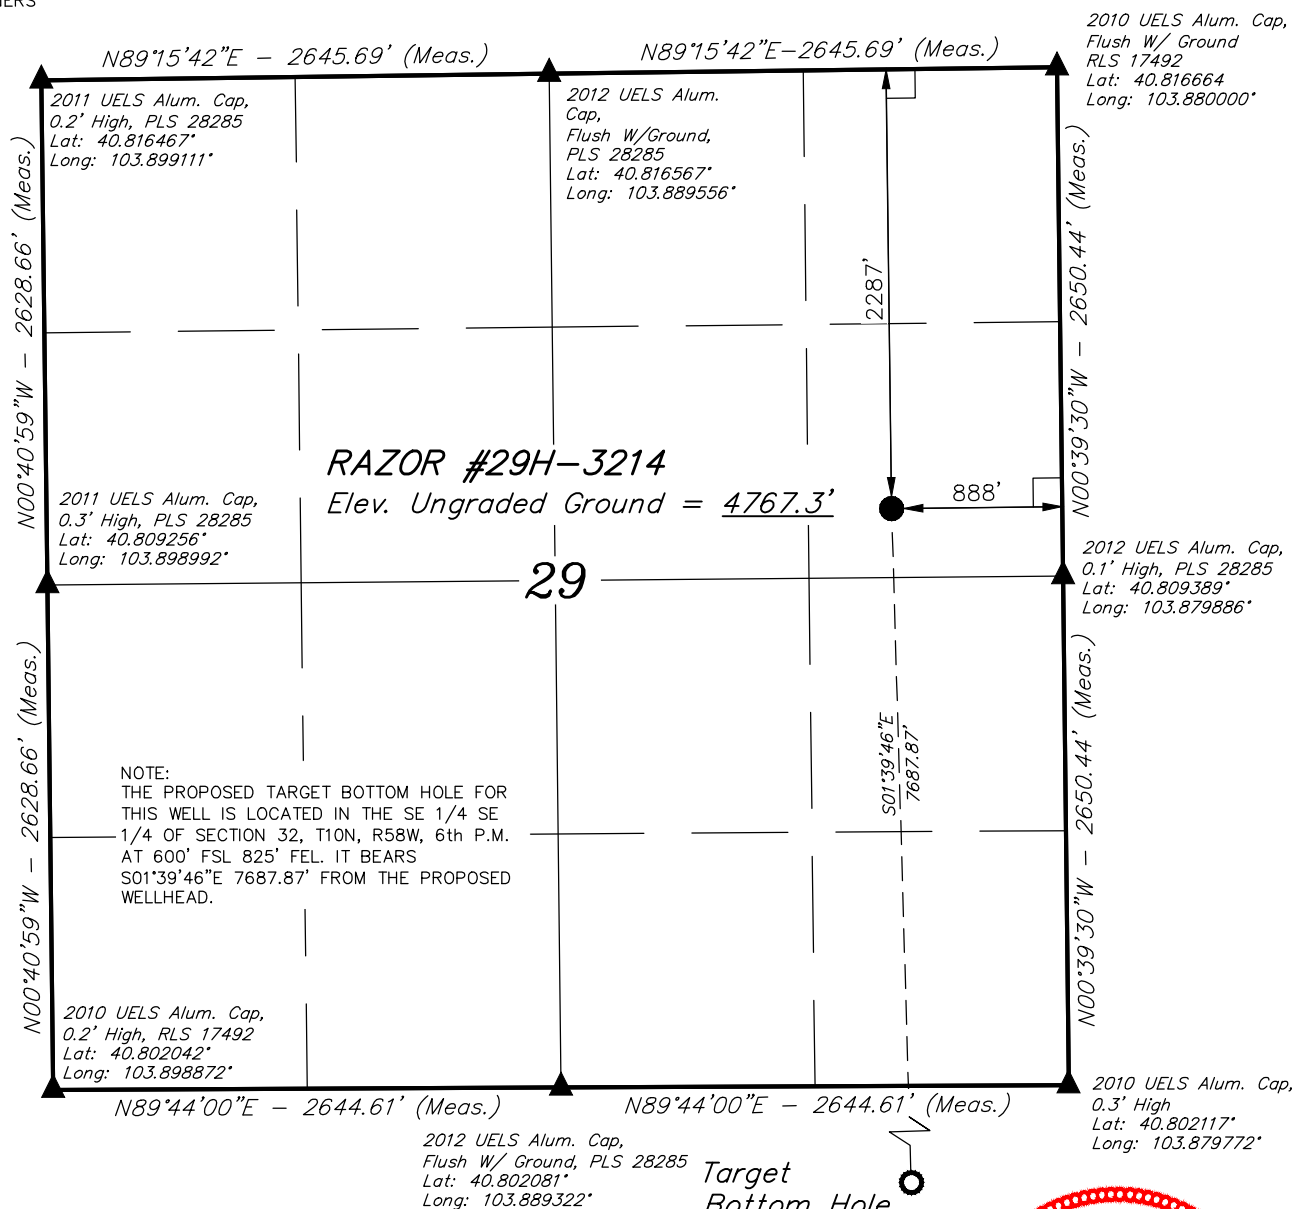 N89°15'42"E - 2645.69' (Meas.)
N89°15'42"E-2645.69' (Meas.)
2010 UELS Alum. Cap,
Flush W/ Ground
RLS 17492
Lat: 40.816664
Long: 103.880000°
2011 UELS Alum. Cap,
0.2' High, PLS 28285
Lat: 40.816467°
Long: 103.899111°
2012 UELS Alum.
Cap,
Flush W/Ground,
PLS 28285
Lat: 40.816567°
Long: 103.889556°
N00°40'59"W - 2628.66' (Meas.)
2287'
N00°39'30"W - 2650.44' (Meas.)
RAZOR #29H-3214
Elev. Ungraded Ground = 4767.3'
888'
2011 UELS Alum. Cap,
0.3' High, PLS 28285
Lat: 40.809256°
Long: 103.898992°
29
2012 UELS Alum. Cap,
0.1' High, PLS 28285
Lat: 40.809389°
Long: 103.879886°
N00°40'59"W - 2628.66' (Meas.)
S01°39'46"E
7687.87'
N00°39'30"W - 2650.44' (Meas.)
NOTE:
THE PROPOSED TARGET BOTTOM HOLE FOR
THIS WELL IS LOCATED IN THE SE 1/4 SE
1/4 OF SECTION 32, T10N, R58W, 6th P.M.
AT 600' FSL 825' FEL. IT BEARS
S01°39'46"E 7687.87' FROM THE PROPOSED
WELLHEAD.
2010 UELS Alum. Cap,
0.2' High, RLS 17492
Lat: 40.802042°
Long: 103.898872°
N89°44'00"E - 2644.61' (Meas.)
N89°44'00"E - 2644.61' (Meas.)
2010 UELS Alum. Cap,
0.3' High
Lat: 40.802117°
Long: 103.879772°
2012 UELS Alum. Cap,
Flush W/ Ground, PLS 28285
Lat: 40.802081°
Long: 103.889322°
Target
Bottom Hole